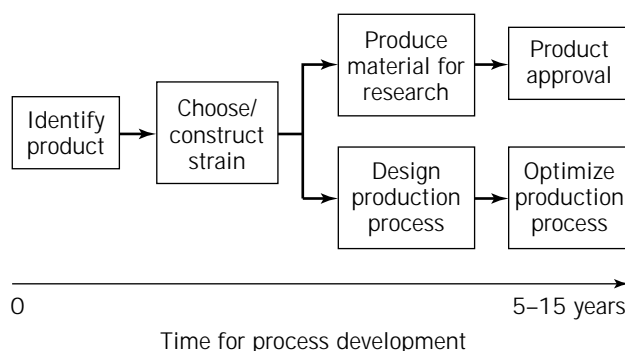 Identify
product
Choose/
construct
strain
Produce
material for
research
Product
approval
Design
production
process
Optimize
production
process
0
5–15 years
Time for process development